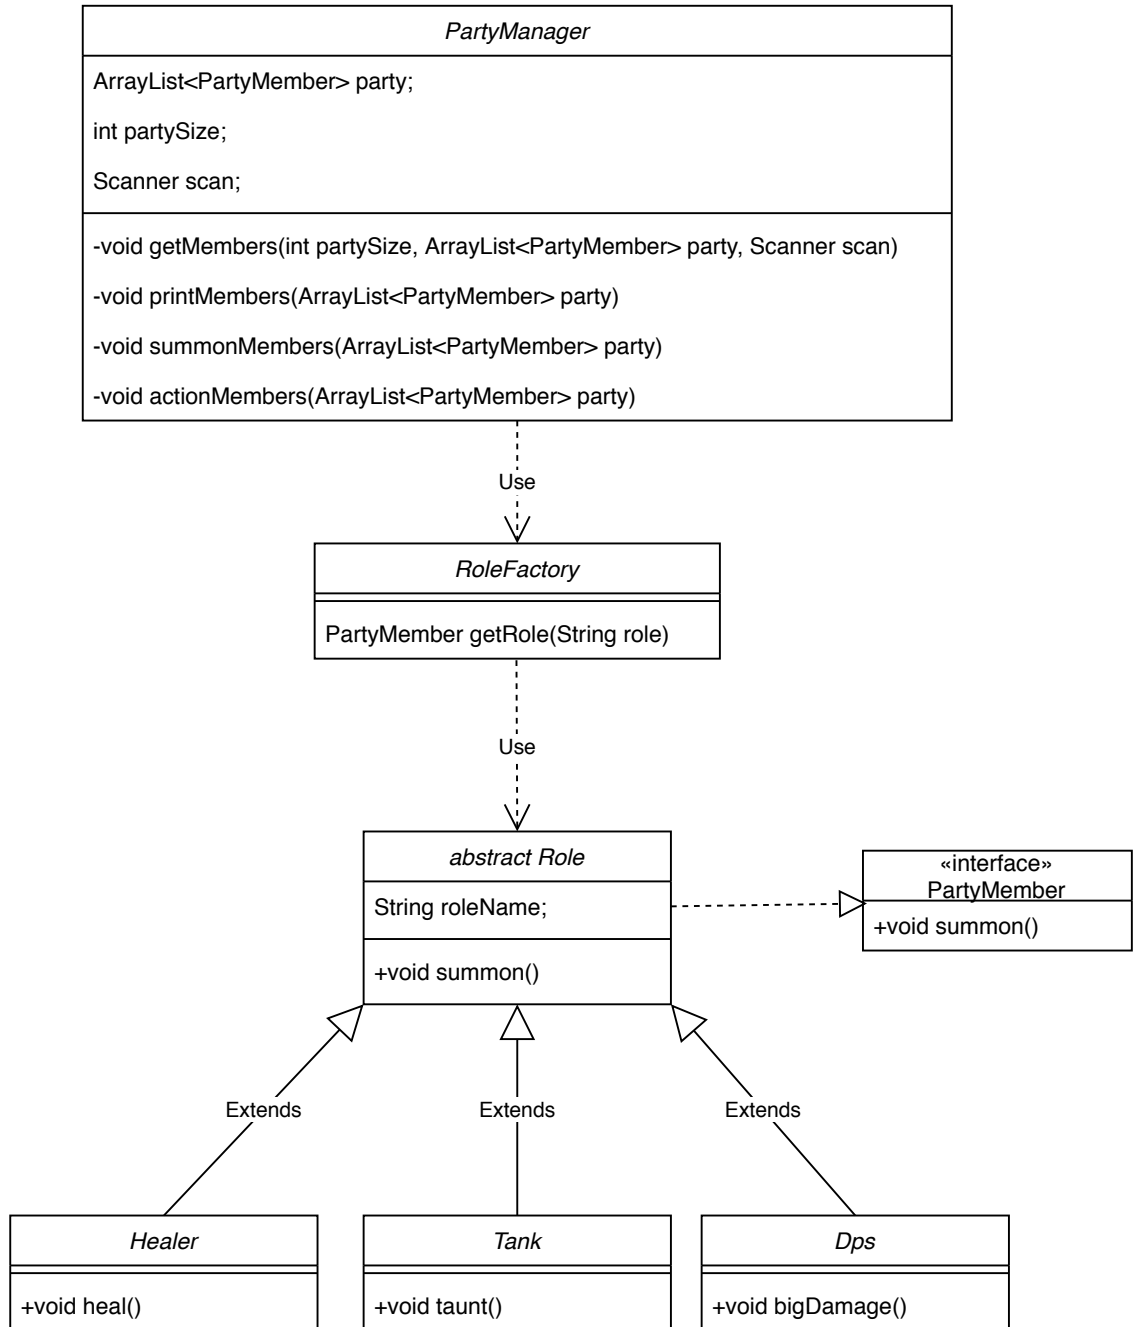 PartyManager
ArrayList<PartyMember> party;
int partySize;
Scanner scan;
-void getMembers(int partySize, ArrayList<PartyMember> party, Scanner scan)
-void printMembers(ArrayList<PartyMember> party)
-void summonMembers(ArrayList<PartyMember> party)
-void actionMembers(ArrayList<PartyMember> party)
Use
RoleFactory
PartyMember getRole(String role)
Use
abstract Role
String roleName;
+void summon()
«interface»
PartyMember
+void summon()
Extends
Extends
Extends
Healer
+void heal()
Tank
+void taunt()
Dps
+void bigDamage()